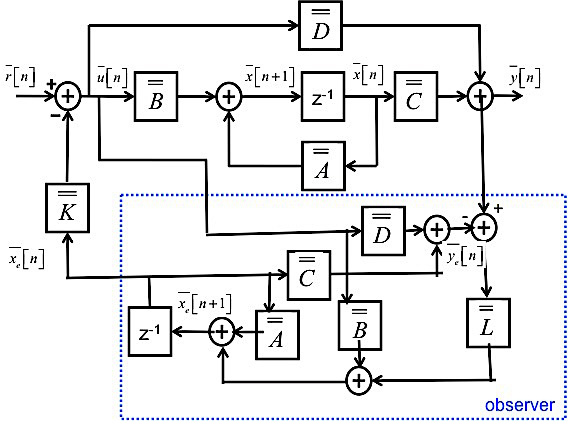 D
r[n] + u[n] B x[n+1] z-1 x[n] C y[n]
+ + +
-
A
K
+
D - +
x_e[n] + y_e[n]
C
x_e[n+1]
z-1 + A B L
+
observer